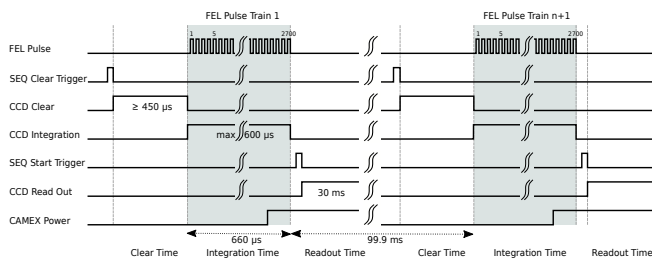 FEL Pulse Train 1
FEL Pulse Train n+1
1 5 2700
1 5 2700
FEL Pulse
SEQ Clear Trigger
CCD Clear
≥ 450 µs
CCD Integration
max. 600 µs
SEQ Start Trigger
CCD Read Out
30 ms
CAMEX Power
660 µs
99.9 ms
Clear Time Integration Time Readout Time Clear Time Integration Time Readout Time